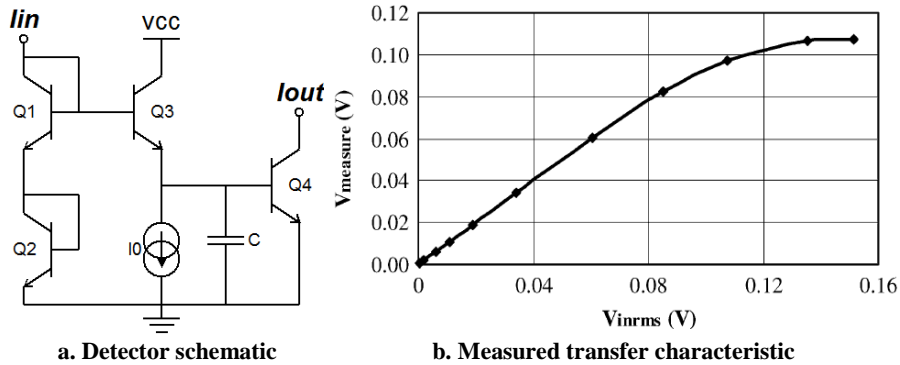 Iin
VCC
Q1
Q3
Iout
Q4
Q2
I0
C
a. Detector schematic
0.12
0.10
0.08
0.06
0.04
0.02
0.00
Vmeasure (V)
0 0.04 0.08 0.12 0.16
Vinrms (V)
b. Measured transfer characteristic